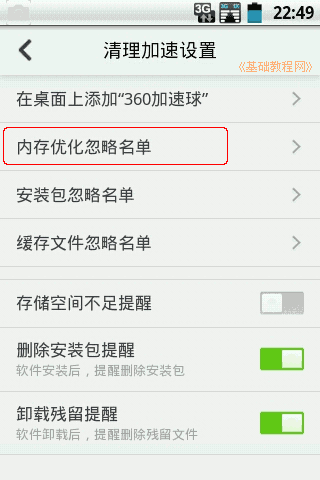 3G
3G 1X
22:49
清理加速设置
《基础教程网》
在桌面上添加“360加速球”
内存优化忽略名单
安装包忽略名单
缓存文件忽略名单
存储空间不足提醒
删除安装包提醒
软件安装后，提醒删除安装包
卸载残留提醒
软件卸载后，提醒删除残留文件